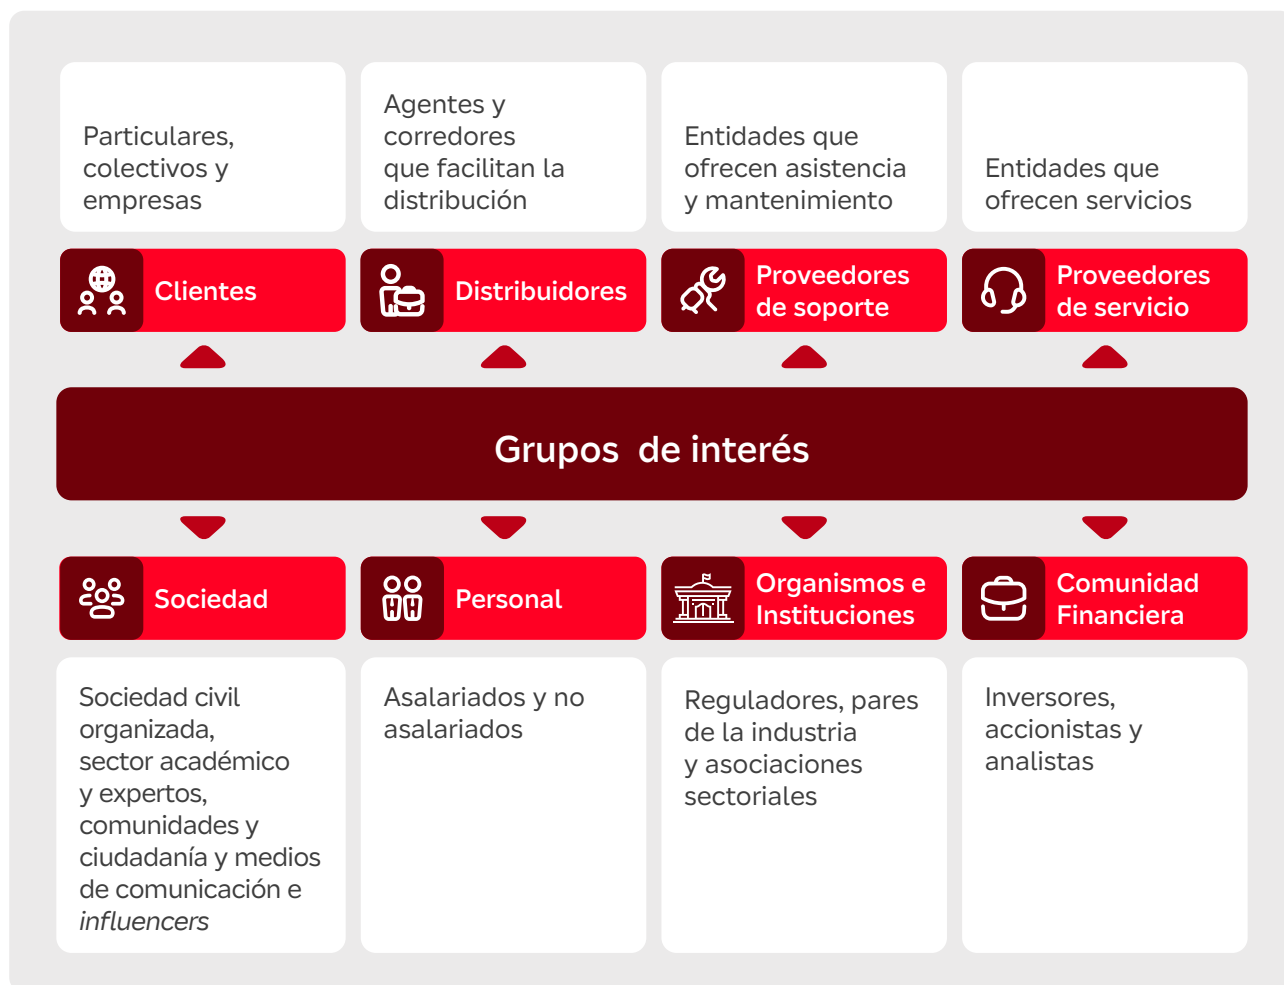 Particulares,
colectivos y
empresas
Agentes y
corredores
que facilitan la
distribución
Entidades que
ofrecen asistencia
y mantenimiento
Entidades que
ofrecen servicios
Clientes
Distribuidores
Proveedores
de soporte
Proveedores
de servicio
Grupos de interés
Sociedad
Personal
Organismos e
Instituciones
Comunidad
Financiera
Sociedad civil
organizada,
sector académico
y expertos,
comunidades y
ciudadanía y medios
de comunicación e
influencers
Asalariados y no
asalariados
Reguladores, pares
de la industria
y asociaciones
sectoriales
Inversores,
accionistas y
analistas